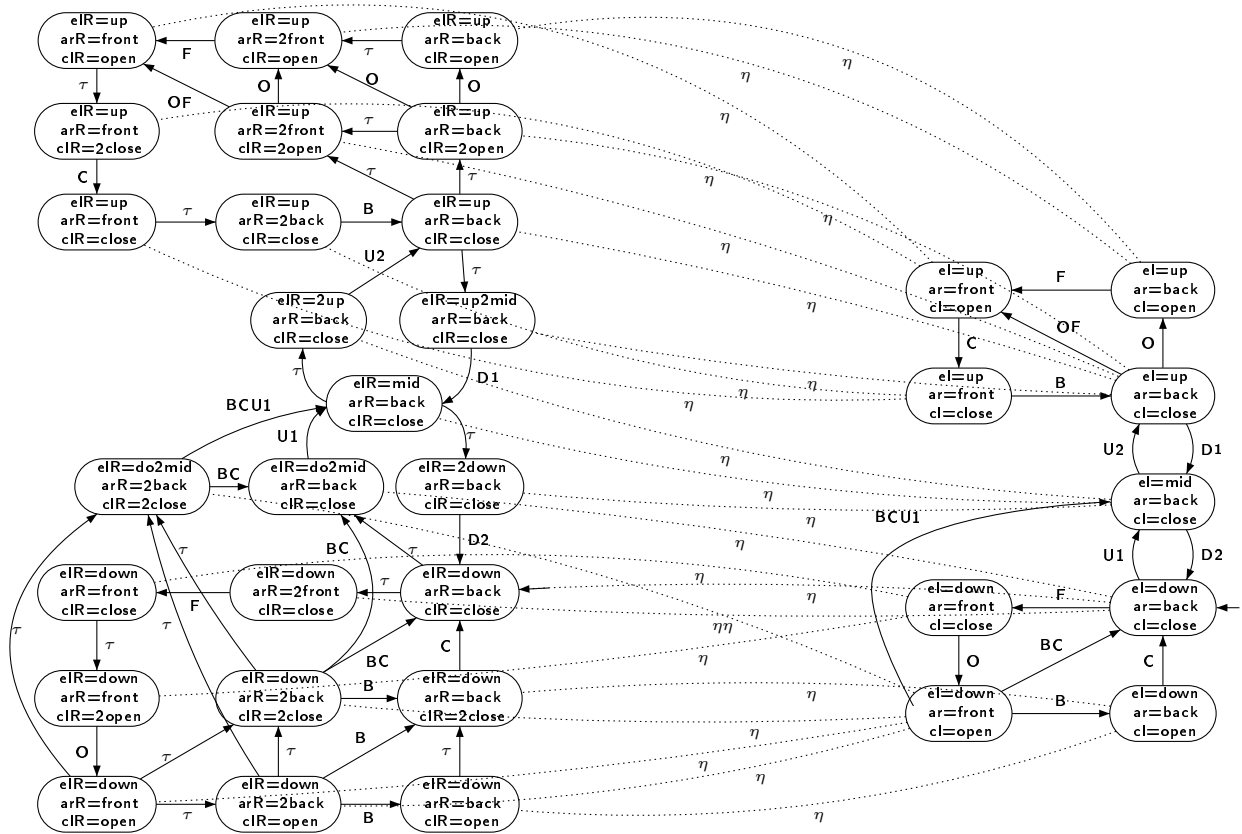 elR=up
arR=front
clR=open
F
elR=up
arR=2front
clR=open
τ
elR=up
arR=back
clR=open
η
η
η
τ
OF
O
O
O
elR=up
arR=front
clR=2close
elR=up
arR=2front
clR=2open
τ
elR=up
arR=back
clR=2open
C
τ
τ
η
elR=up
arR=front
clR=close
τ
elR=up
arR=2back
clR=close
B
elR=up
arR=back
clR=close
η
η
U2
τ
el=up
ar=front
cl=open
F
el=up
ar=back
cl=open
elR=2up
arR=back
clR=close
elR=up2mid
arR=back
clR=close
η
C
OF
O
τ
D1
η
η
η
el=up
ar=front
cl=close
B
el=up
ar=back
cl=close
elR=mid
arR=back
clR=close
BCU1
U1
τ
U2
D1
η
elR=do2mid
arR=2back
clR=2close
BC
elR=do2mid
arR=back
clR=close
elR=2down
arR=back
clR=close
η
η
el=mid
ar=back
cl=close
BCU1
τ
BC
τ
D2
η
U1
D2
elR=down
arR=front
clR=close
F
elR=down
arR=2front
clR=close
τ
elR=down
arR=back
clR=close
η
η
el=down
ar=front
cl=close
F
el=down
ar=back
cl=close
τ
τ
τ
BC
C
ηη
η
O
BC
C
elR=down
arR=front
clR=2open
elR=down
arR=2back
clR=2close
B
elR=down
arR=back
clR=2close
η
el=down
ar=front
cl=open
B
el=down
ar=back
cl=open
O
τ
τ
B
τ
η
η
η
elR=down
arR=front
clR=open
τ
elR=down
arR=2back
clR=open
B
elR=down
arR=back
clR=open
η